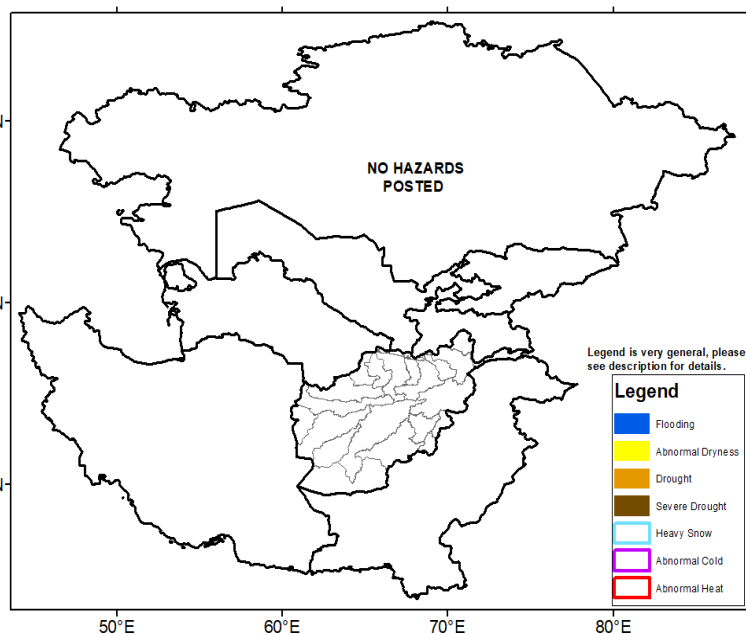 NO HAZARDS
POSTED
N
N
N
Legend is very general, please
see description for details.
Legend
Flooding
Abnormal Dryness
Drought
Severe Drought
Heavy Snow
Abnormal Cold
Abnormal Heat
50°E
60°E
70°E
80°E